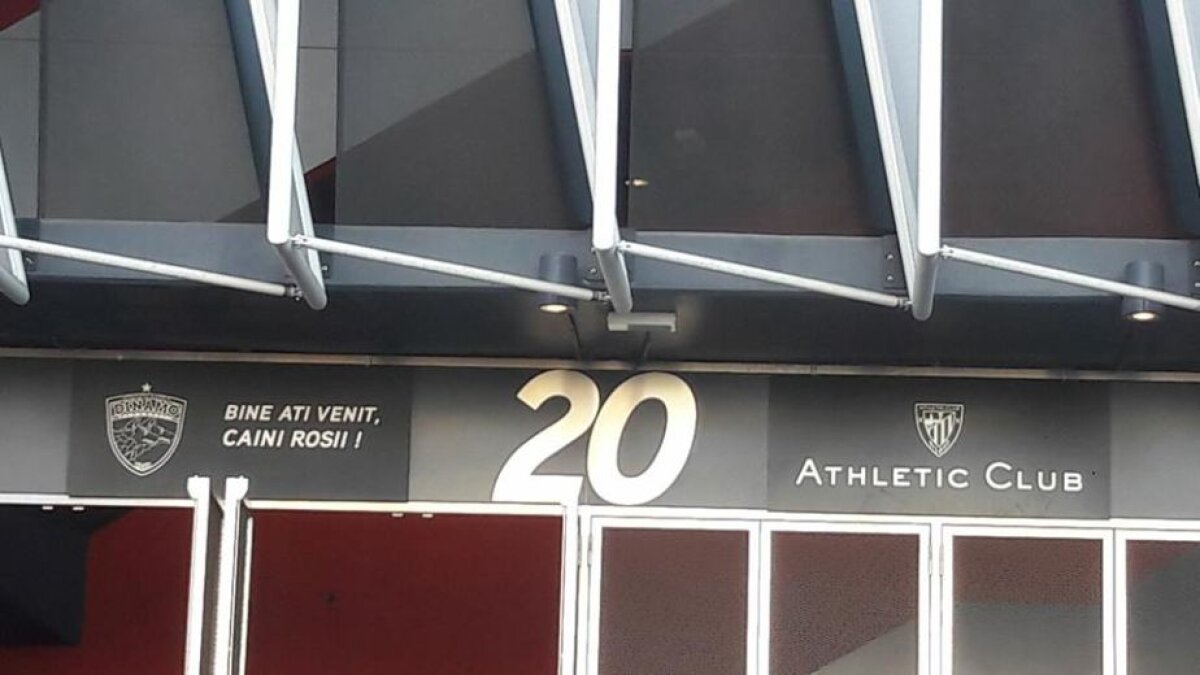 DINAMO
BINE ATI VENIT,
CAINI ROSII !
20
ATHLETIC CLUB